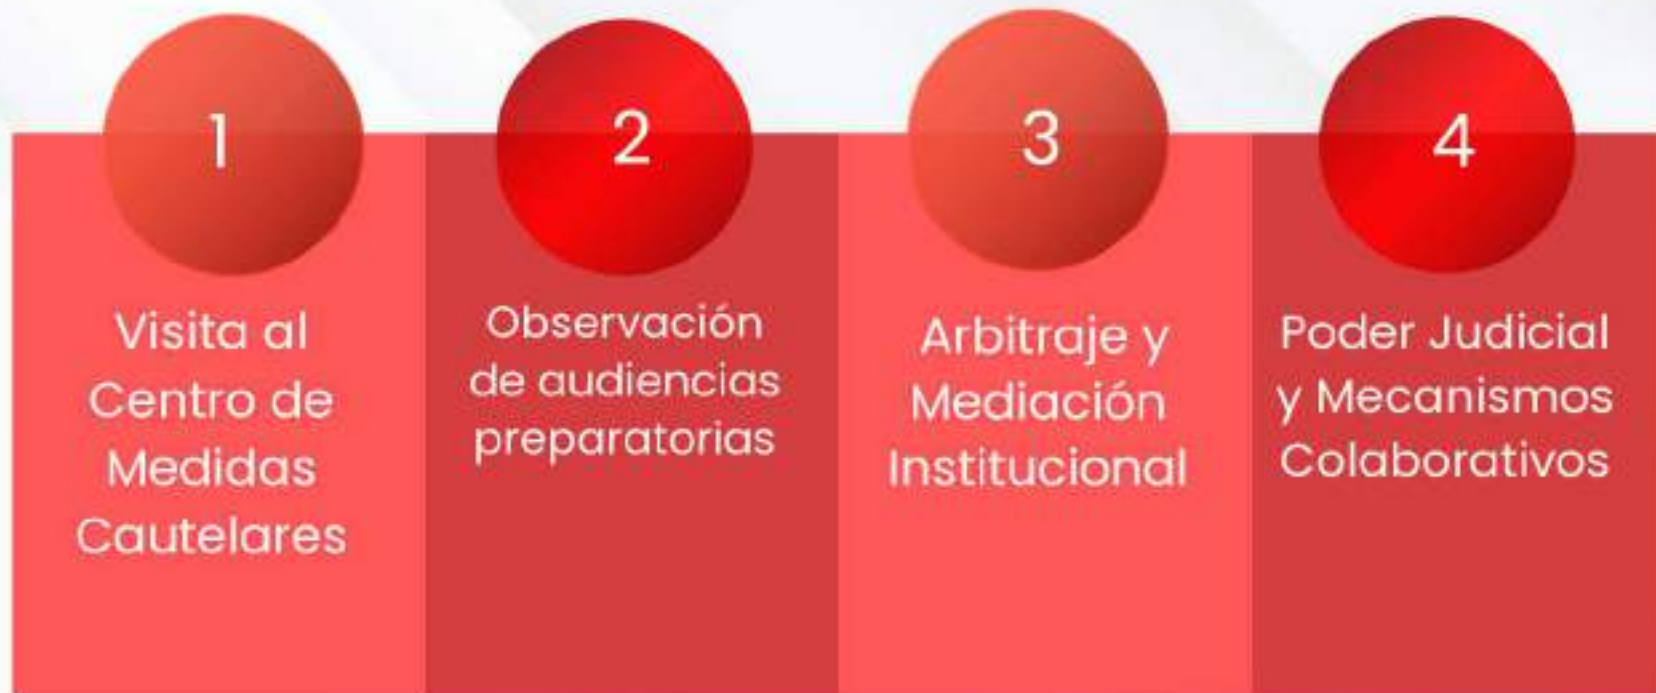 1
Visita al
Centro de
Medidas
Cautelares
2
Observación
de audiencias
preparatorias
3
Arbitraje y
Mediación
Institucional
4
Poder Judicial
y Mecanismos
Colaborativos